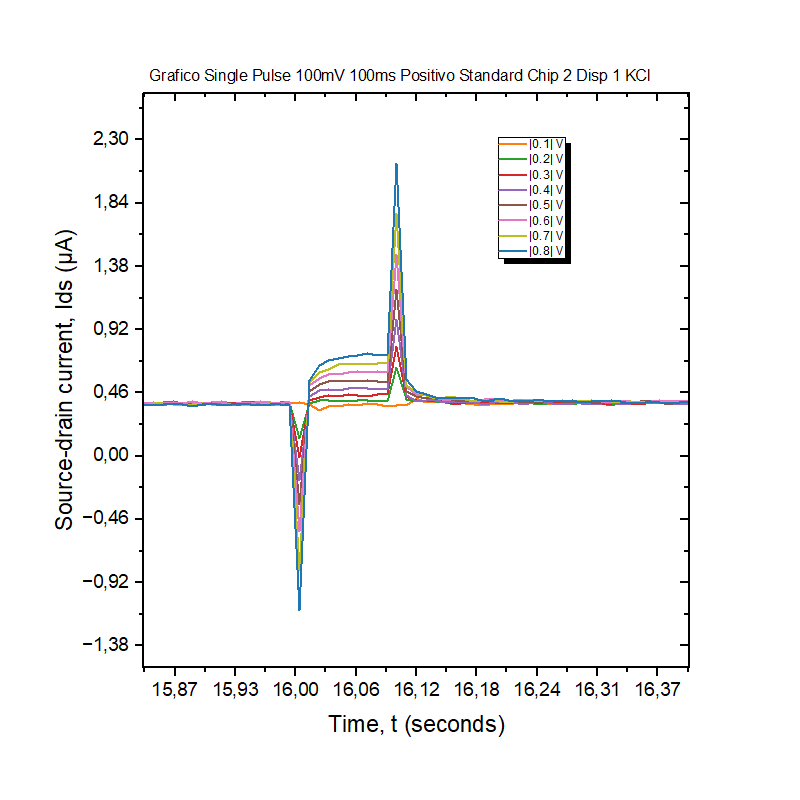 Grafico Single Pulse 100mV 100ms Positivo Standard Chip 2 Disp 1 KCl
2,30
1,84
1,38
0,92
0,46
0,00
−0,46
−0,92
−1,38
Source-drain current, Ids (μA)
|0.1| V
|0.2| V
|0.3| V
|0.4| V
|0.5| V
|0.6| V
|0.7| V
|0.8| V
15,87 15,93 16,00 16,06 16,12 16,18 16,24 16,31 16,37
Time, t (seconds)